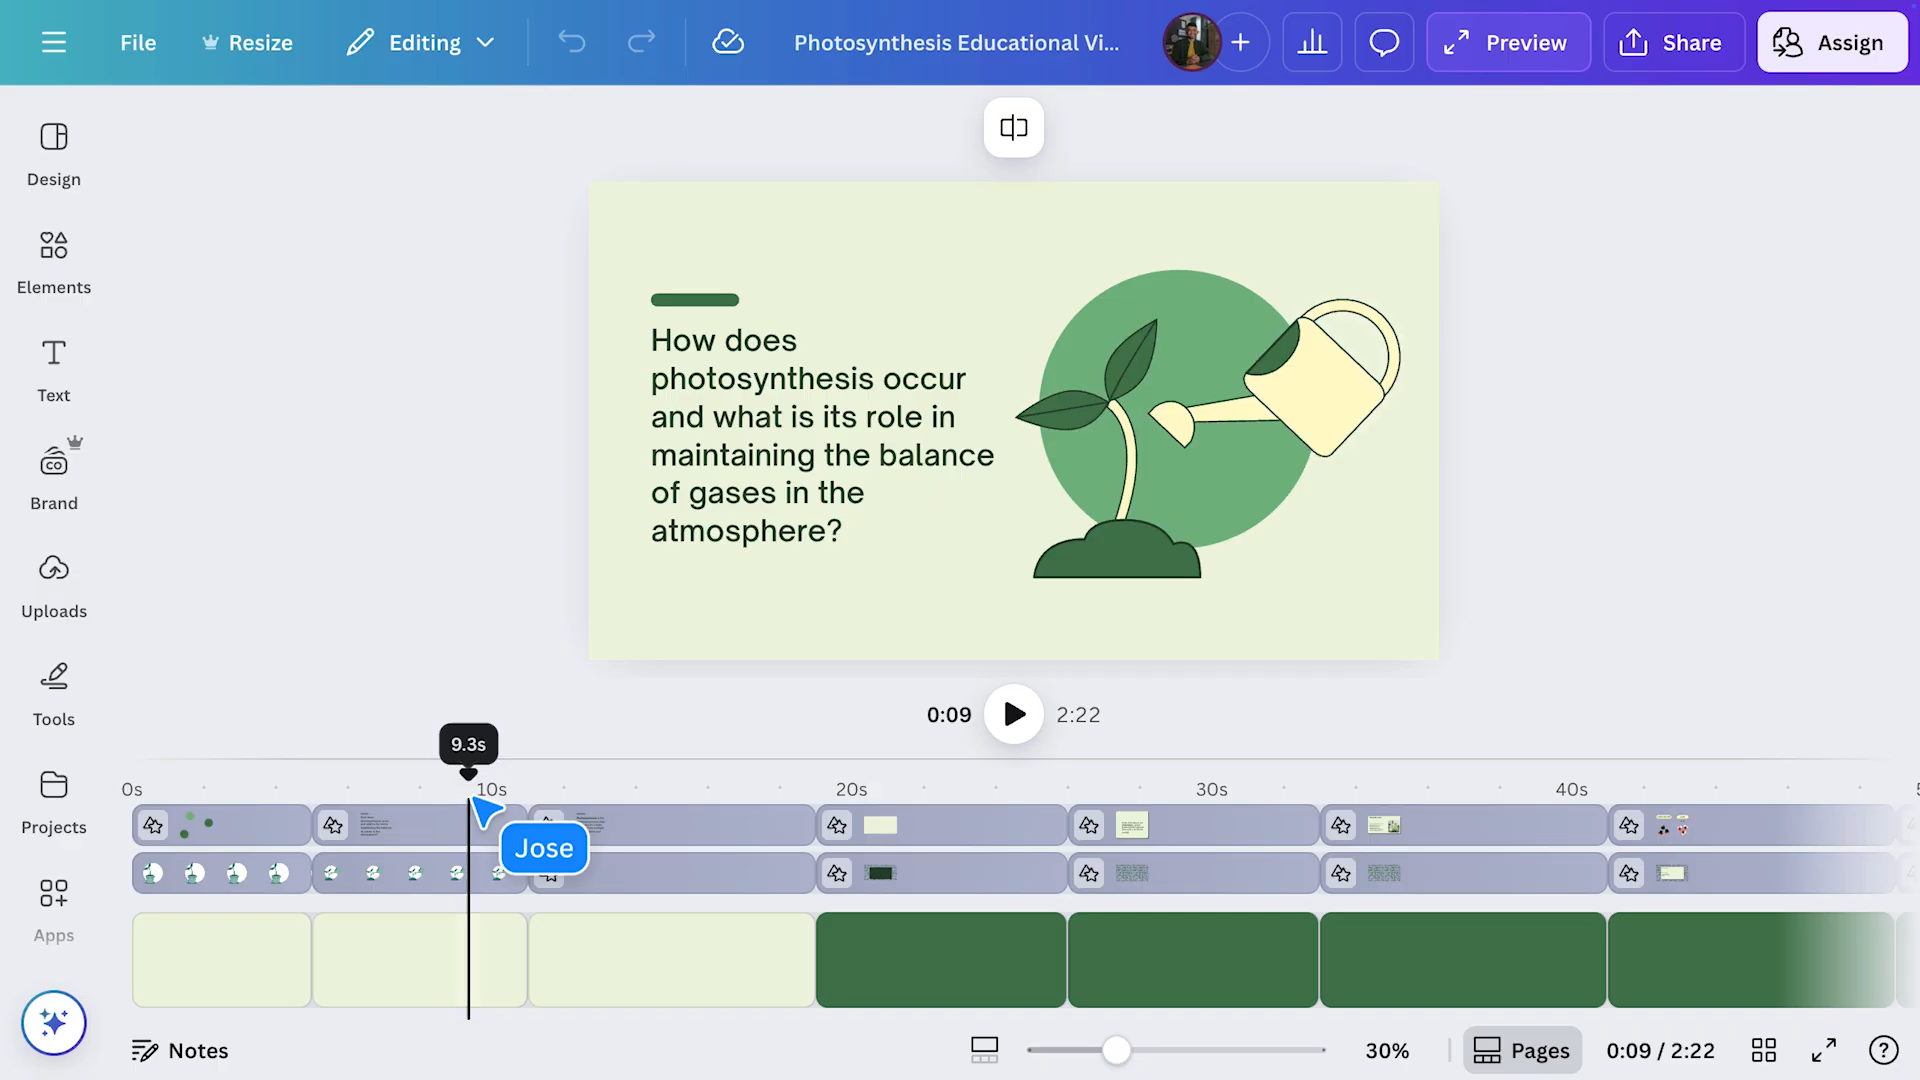 File
Resize
Editing
Photosynthesis Educational Vi...
Preview
Share
Assign
Design
Elements
Text
CO
Brand
Uploads
Tools
Projects
Apps
How does
photosynthesis occur
and what is its role in
maintaining the balance
of gases in the
atmosphere?
0:09
2:22
9.3s
0s
10s
20s
30s
40s
5
Jose
Notes
30%
Pages
0:09 / 2:22